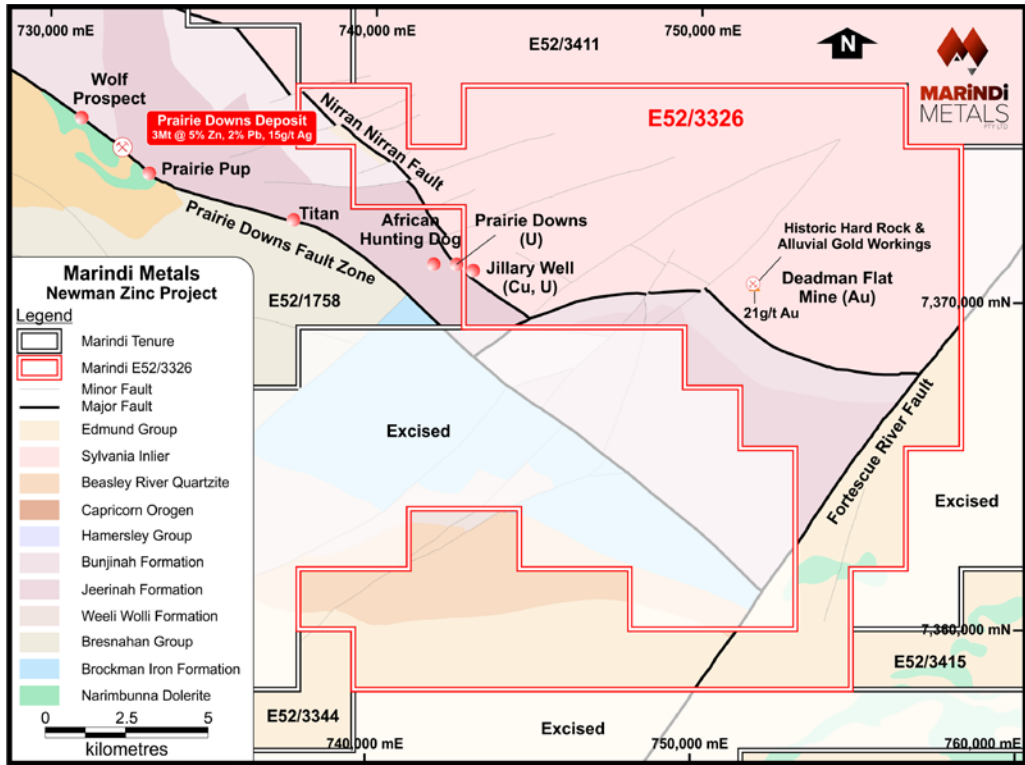 730,000 mE
740,000 mE
750,000 mE
E52/3411
N
MARINDI
METALS
PTY LTD
Wolf
Prospect
Prairie Downs Deposit
3Mt @ 5% Zn, 2% Pb, 15g/t Ag
Nirran Nirran Fault
E52/3326
Prairie Pup
Titan
Prairie Downs Fault Zone
African
Hunting Dog
Prairie Downs
(U)
Jillary Well
(Cu, U)
Historic Hard Rock &
Alluvial Gold Workings
Deadman Flat
Mine (Au)
21g/t Au
7,370,000 mN
E52/1758
Marindi Metals
Newman Zinc Project
Legend
Marindi Tenure
Marindi E52/3326
Minor Fault
Major Fault
Edmund Group
Sylvania Inlier
Beasley River Quartzite
Capricorn Orogen
Hamersley Group
Bunjinah Formation
Jeerinah Formation
Weeli Wolli Formation
Bresnahan Group
Brockman Iron Formation
Narimbunna Dolerite
0 2.5 5
kilometres
Excised
Fortescue River Fault
Excised
7,360,000 mN
E52/3415
E52/3344
Excised
740,000 mE
750,000 mE
760,000 mE